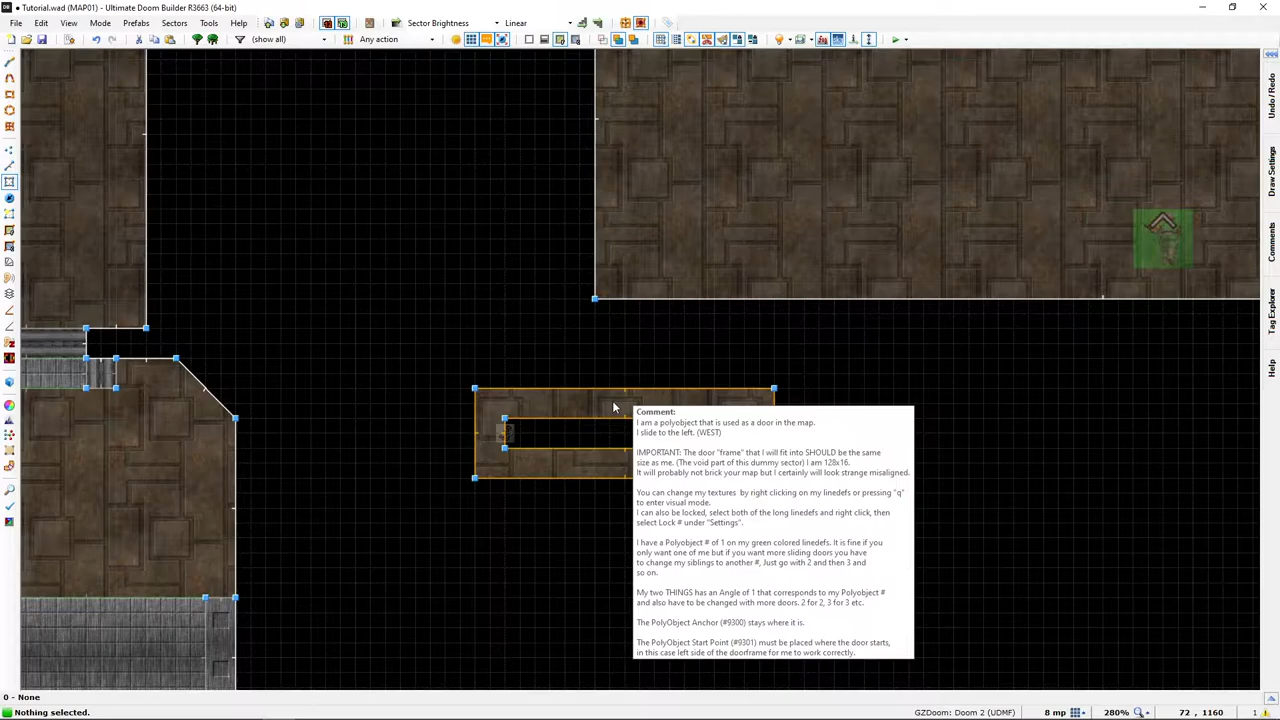 Tutorial.wad (MAP01) - Ultimate Doom Builder R3663 (64-bit)
File Edit View Mode Prefabs Sectors Tools Help Sector Brightness Linear
(show all) Any action
Undo / Redo
Draw Settings
Comments
Tag Explorer
Help
Comment:
I am a polyobject that is used as a door in the map.
I slide to the left. (WEST)
IMPORTANT: The door "frame" that I will fit into SHOULD be the same
size as me. (The void part of this dummy sector) I am 128x16.
It will probably not brick your map but I certainly will look strange misaligned.
You can change my textures by right clicking on my linedefs or pressing "q"
to enter visual mode.
I can also be locked, select both of the long linedefs and right click, then
select Lock # under "Settings".
I have a Polyobject # of 1 on my green colored linedefs. It is fine if you
only want one of me but if you want more sliding doors you have
to change my siblings to another #, Just go with 2 and then 3 and
so on.
My two THINGS has an Angle of 1 that corresponds to my Polyobject #
and also have to be changed with more doors. 2 for 2, 3 for 3 etc.
The PolyObject Anchor (#9300) stays where it is.
The PolyObject Start Point (#9301) must be placed where the door starts,
in this case left side of the doorframe for me to work correctly.
0 - None
Nothing selected. GZDoom: Doom 2 (UDMF) 8 mp 280% 72 , 1160 1